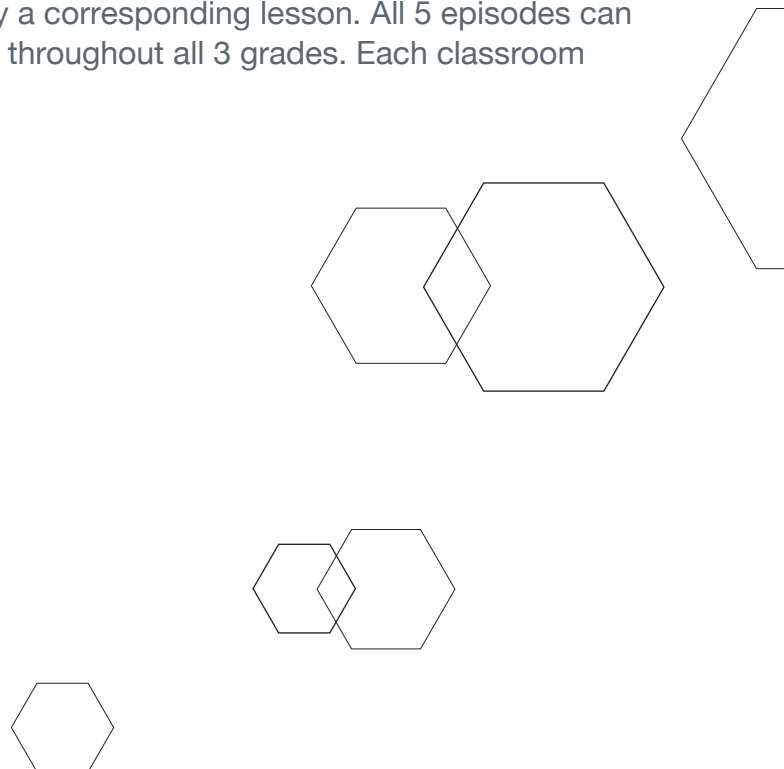 a corresponding lesson. All 5 episodes can
throughout all 3 grades. Each classroom